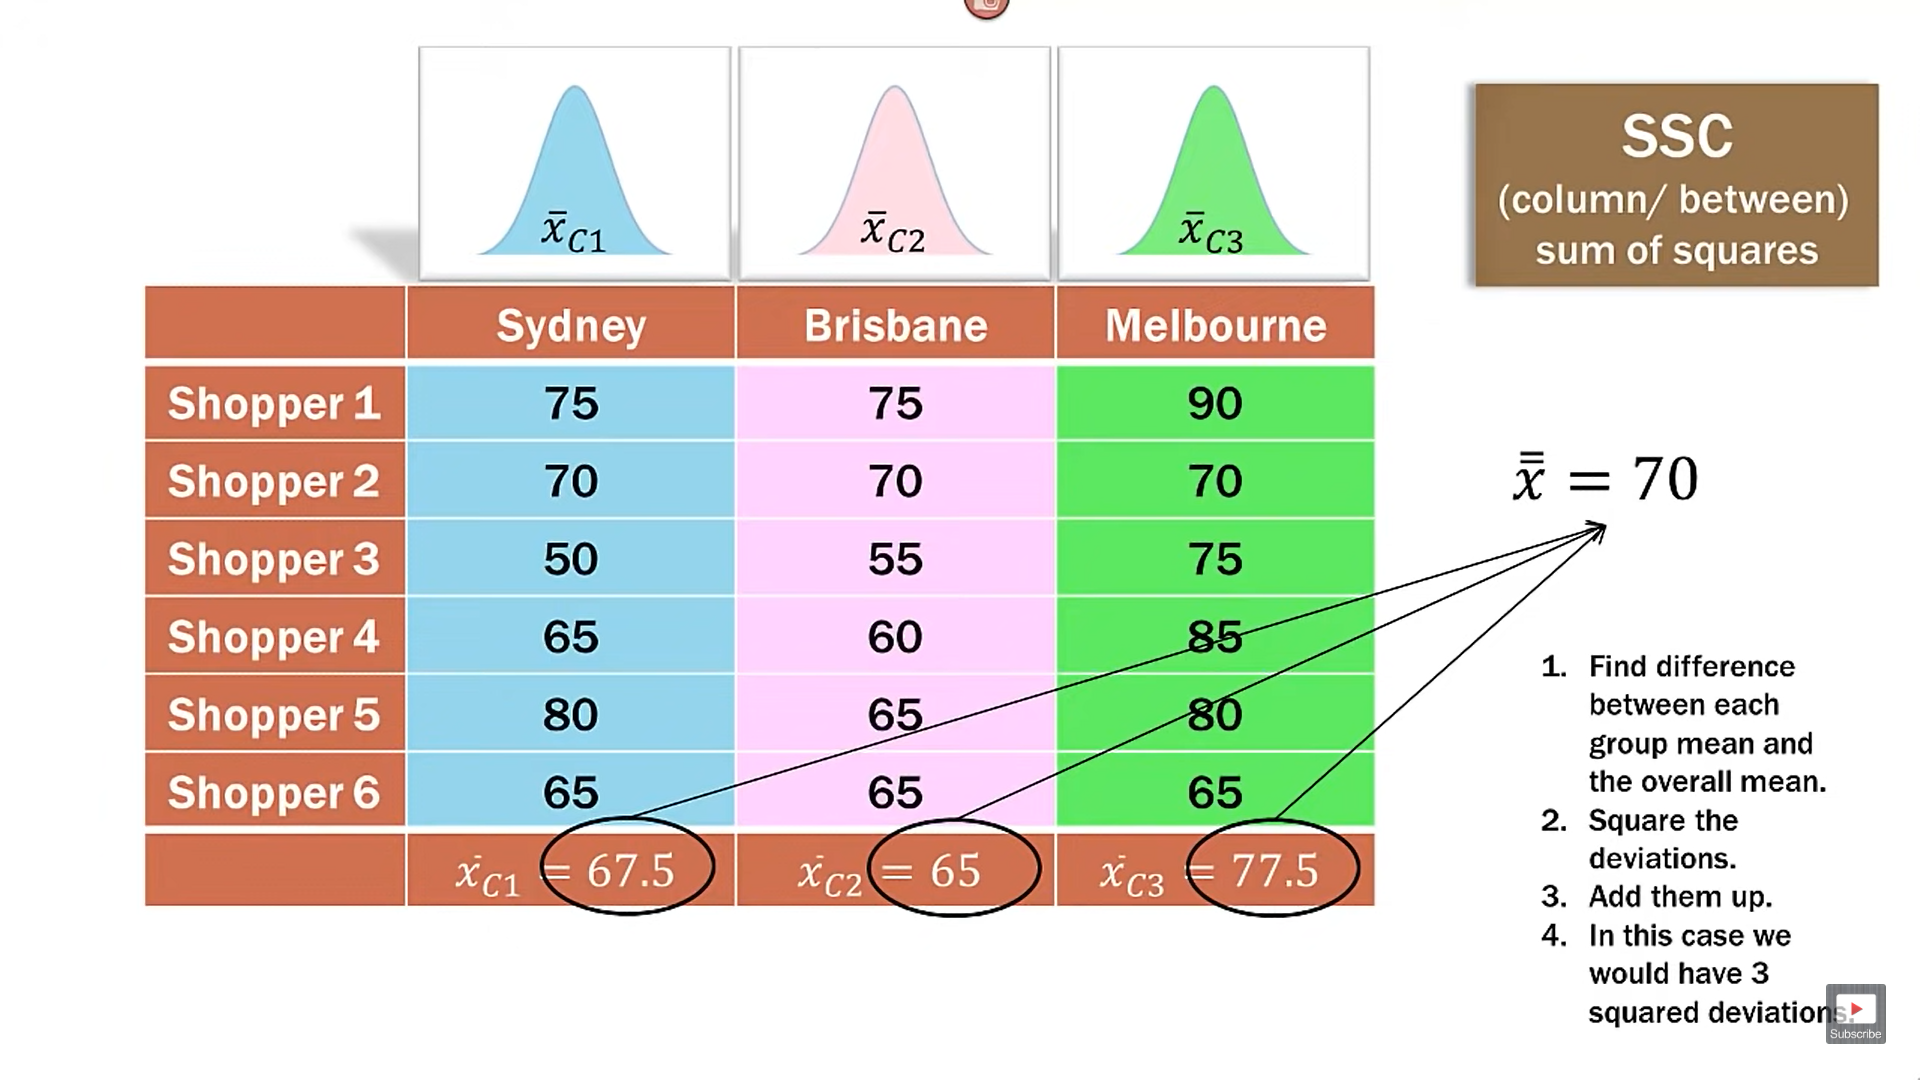 x̄C1
x̄C2
x̄C3
SSC
(column/ between)
sum of squares
Sydney Brisbane Melbourne
Shopper 1 75 75 90
Shopper 2 70 70 70
Shopper 3 50 55 75
Shopper 4 65 60 85
Shopper 5 80 65 80
Shopper 6 65 65 65
x̄C1 = 67.5 x̄C2 = 65 x̄C3 = 77.5
x̿ = 70
1. Find difference
between each
group mean and
the overall mean.
2. Square the
deviations.
3. Add them up.
4. In this case we
would have 3
squared deviations.
Subscribe